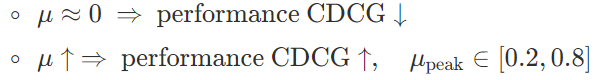 ◦ μ ≈ 0 ⇒ performance CDCG ↓
◦ μ ↑⇒ performance CDCG ↑, μ_peak ∈ [0.2, 0.8]